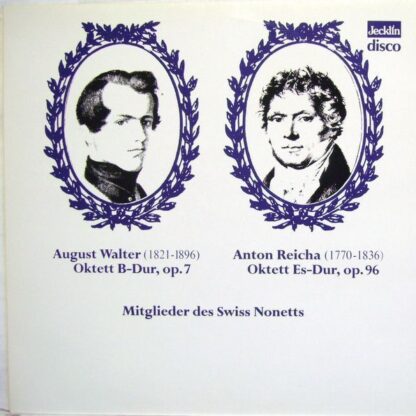 Jecklin
disco
August Walter (1821-1896)
Oktett B-Dur, op. 7
Anton Reicha (1770-1836)
Oktett Es-Dur, op. 96
Mitglieder des Swiss Nonetts